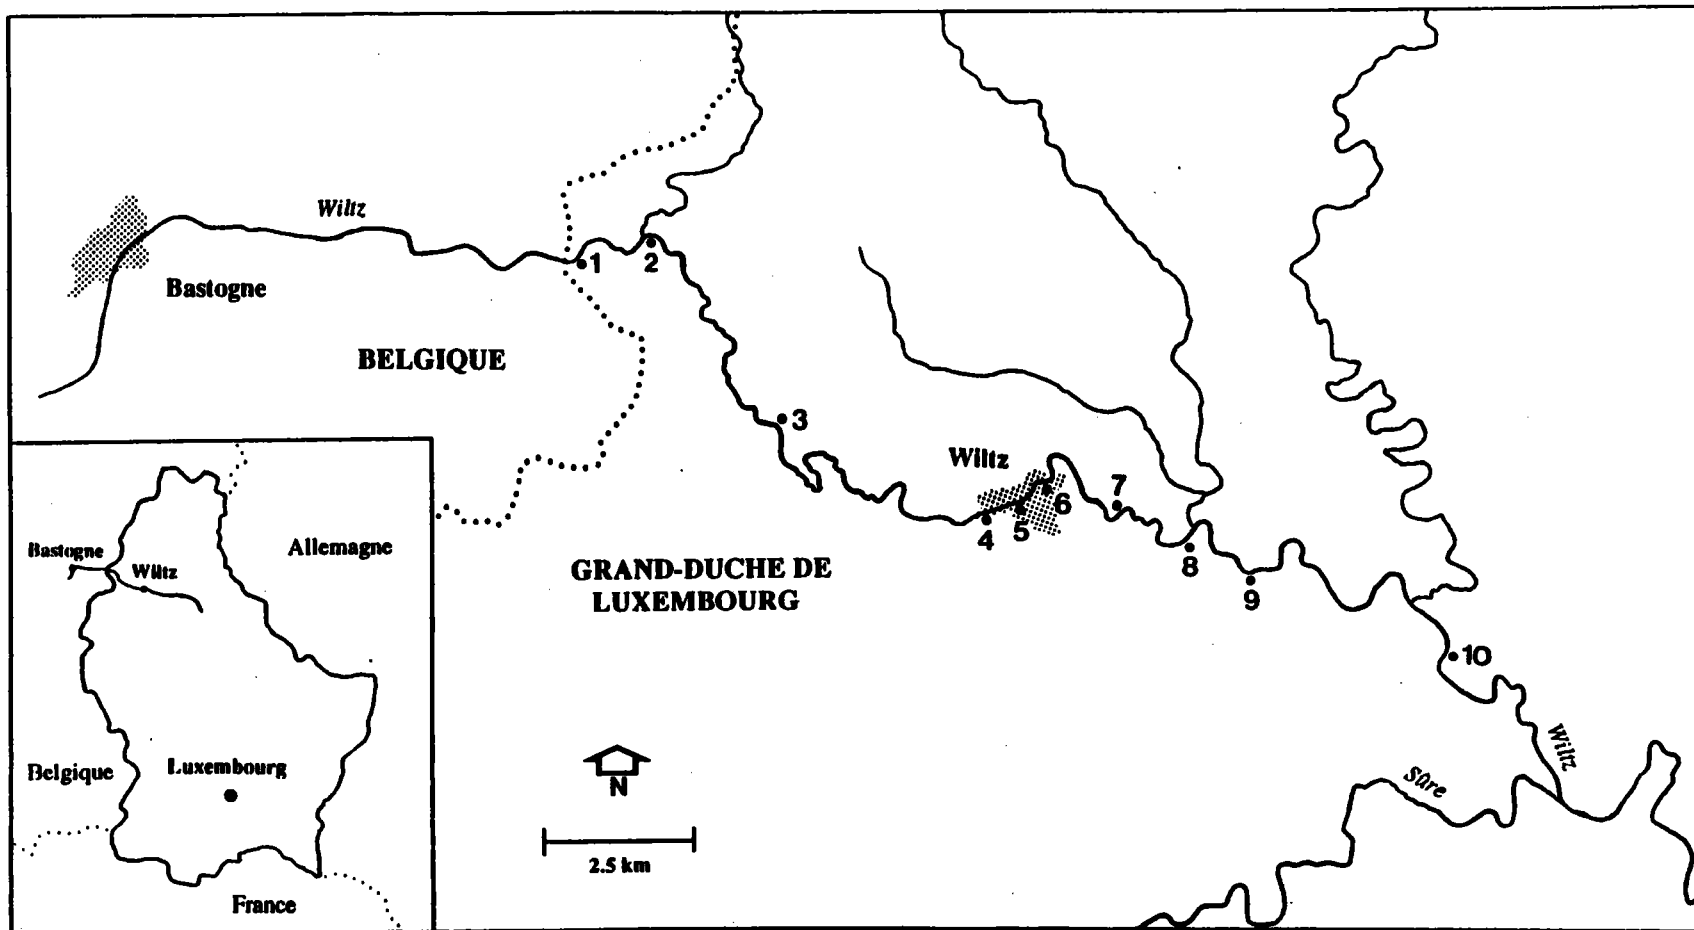 Wiltz
Bastogne
1
2
BELGIQUE
3
Wiltz
4
5
6
7
8
9
10
GRAND-DUCHE DE
LUXEMBOURG
N
2.5 km
Wiltz
Sûre
Bastogne
Wiltz
Allemagne
Belgique
Luxembourg
France